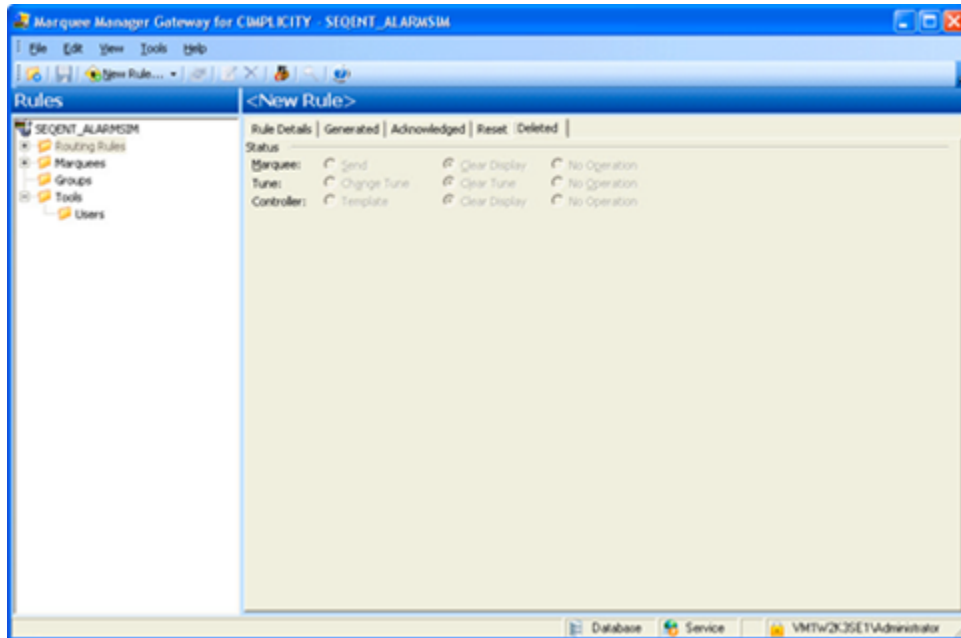 Marquee Manager Gateway for CIMPLICITY - SEQENT_ALARMSIM
File Edit View Tools Help
New Rule...
Rules
<New Rule>
SEQENT_ALARMSIM
Routing Rules
Marquees
Groups
Tools
Users
Rule Details Generated Acknowledged Reset Deleted
Status
Marquee: Send Clear Display No Operation
Tune: Change Tune Clear Tune No Operation
Controller: Template Clear Display No Operation
Database Service VMTW2K3SE1\Administrator